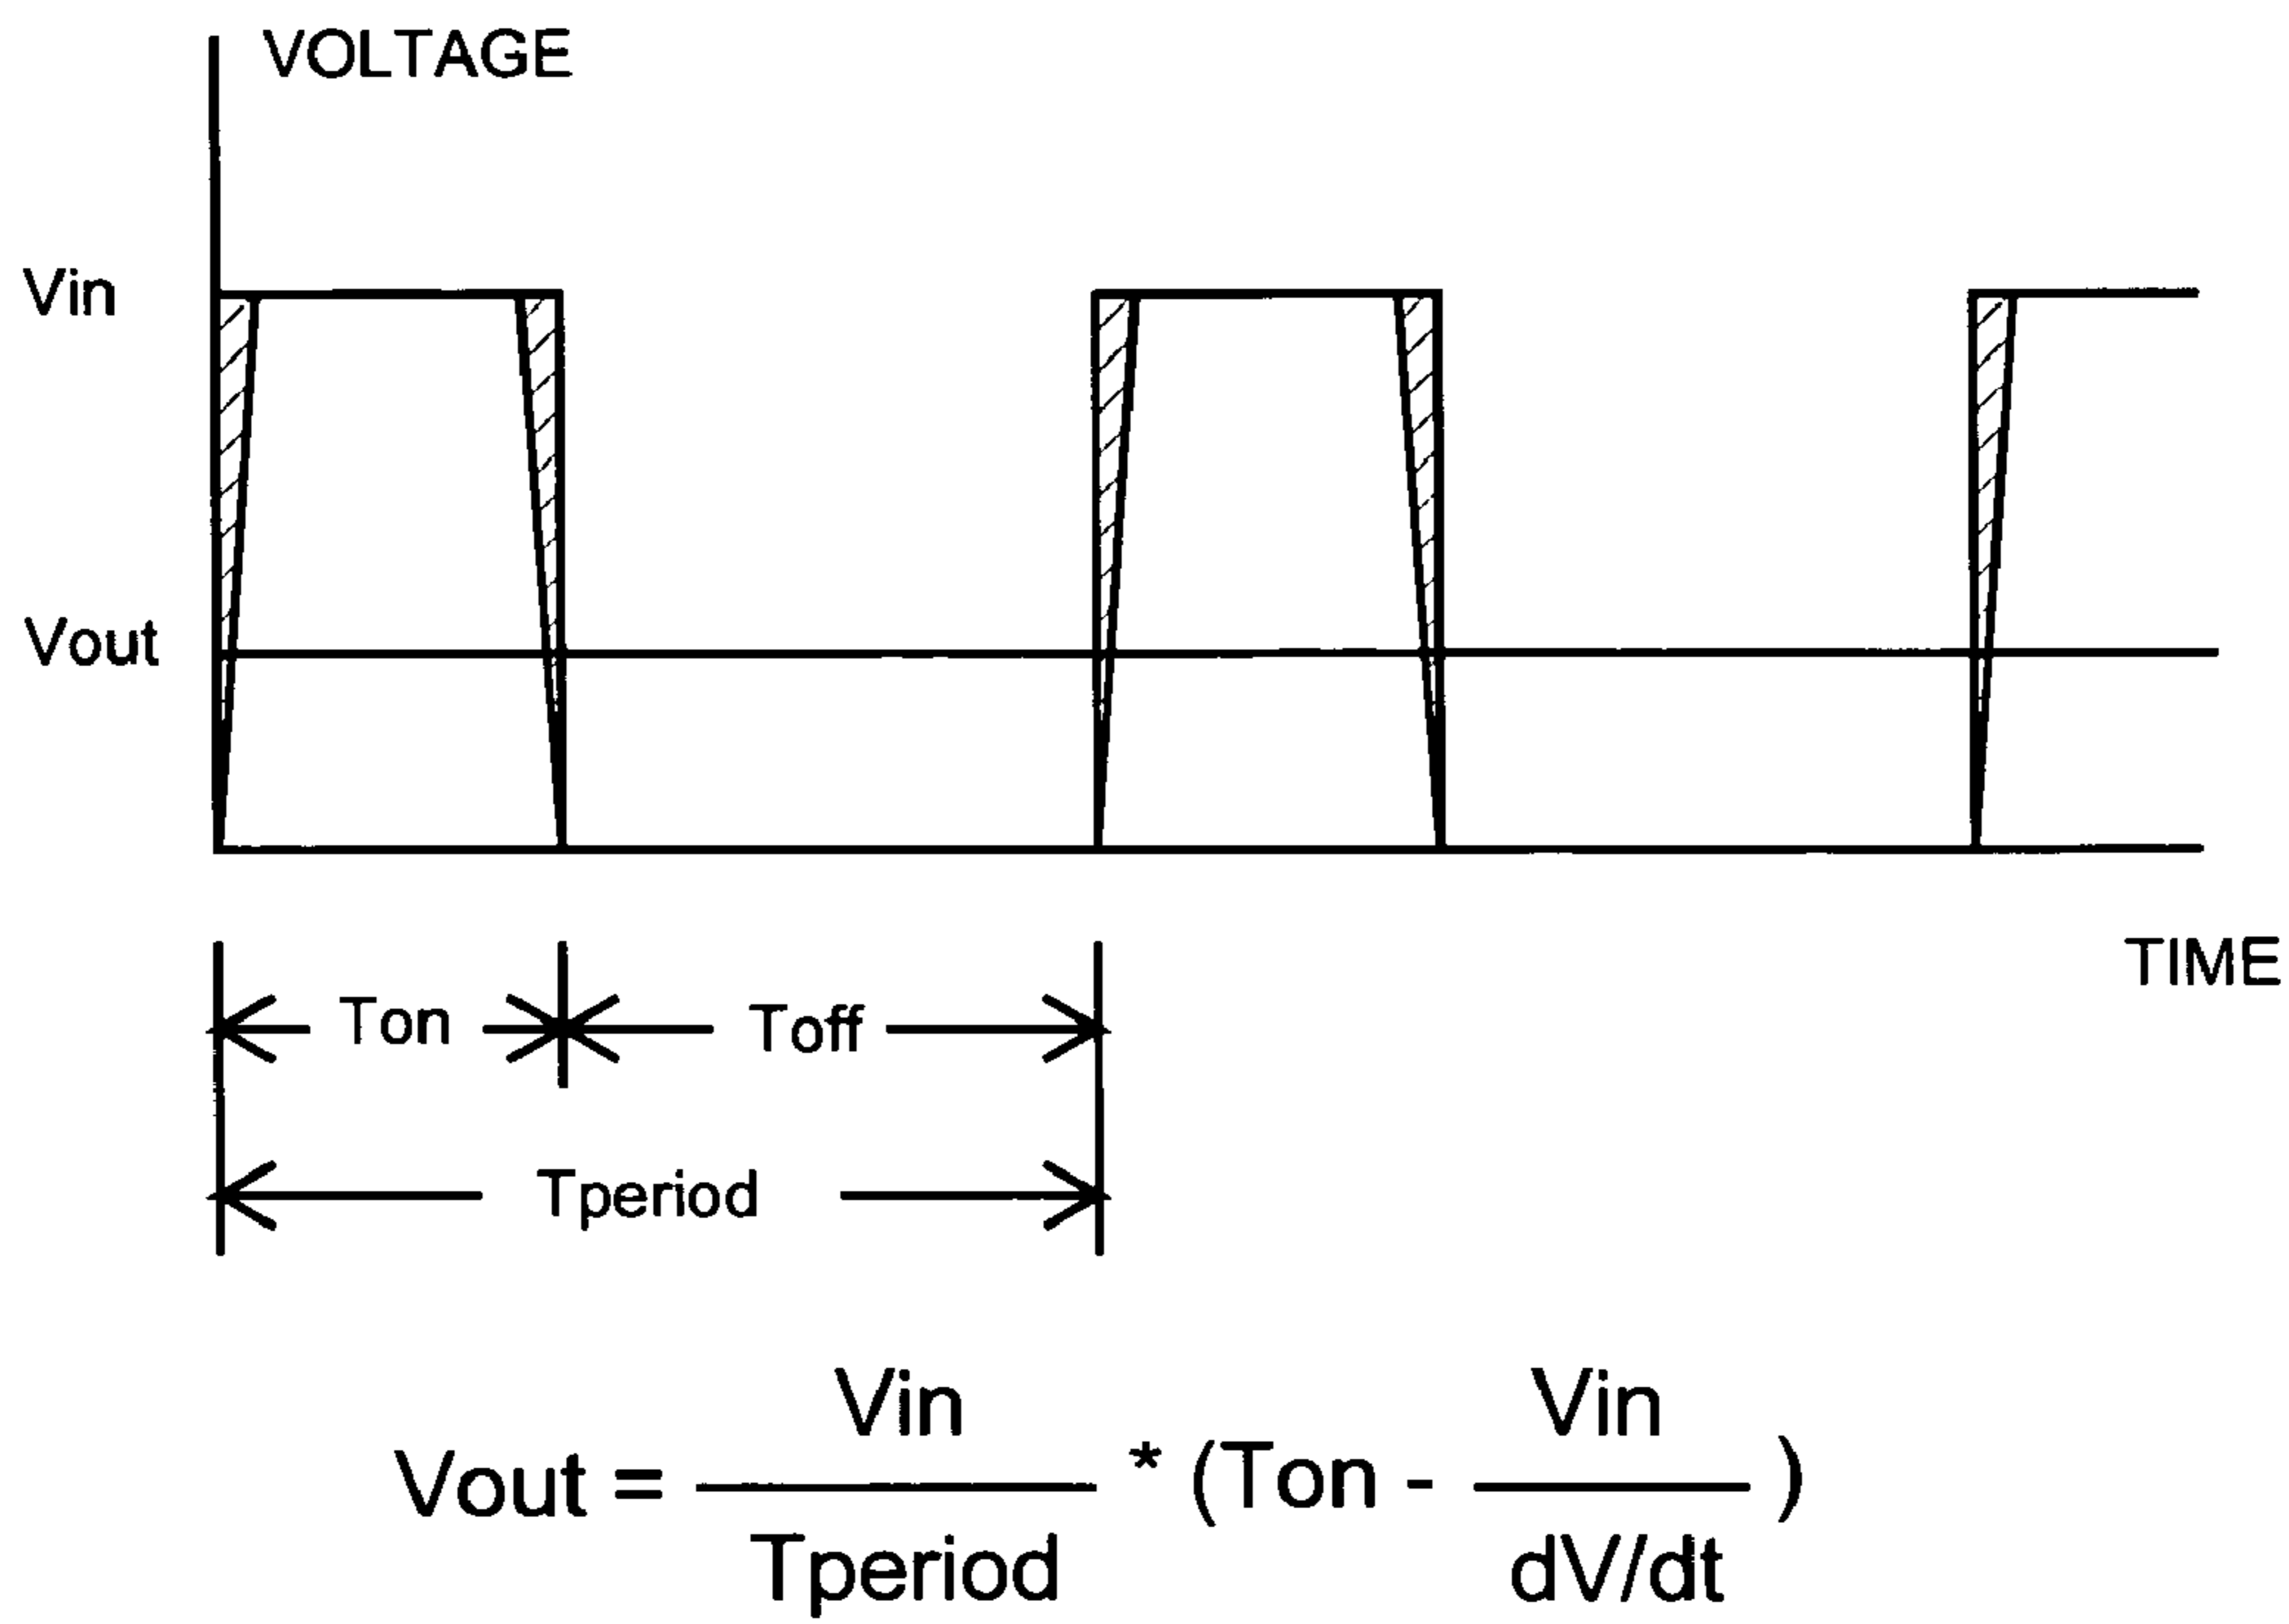 VOLTAGE
Vin
Vout
TIME
Ton
Toff
Tperiod
Vout = Vin / Tperiod * (Ton - Vin / dV/dt )